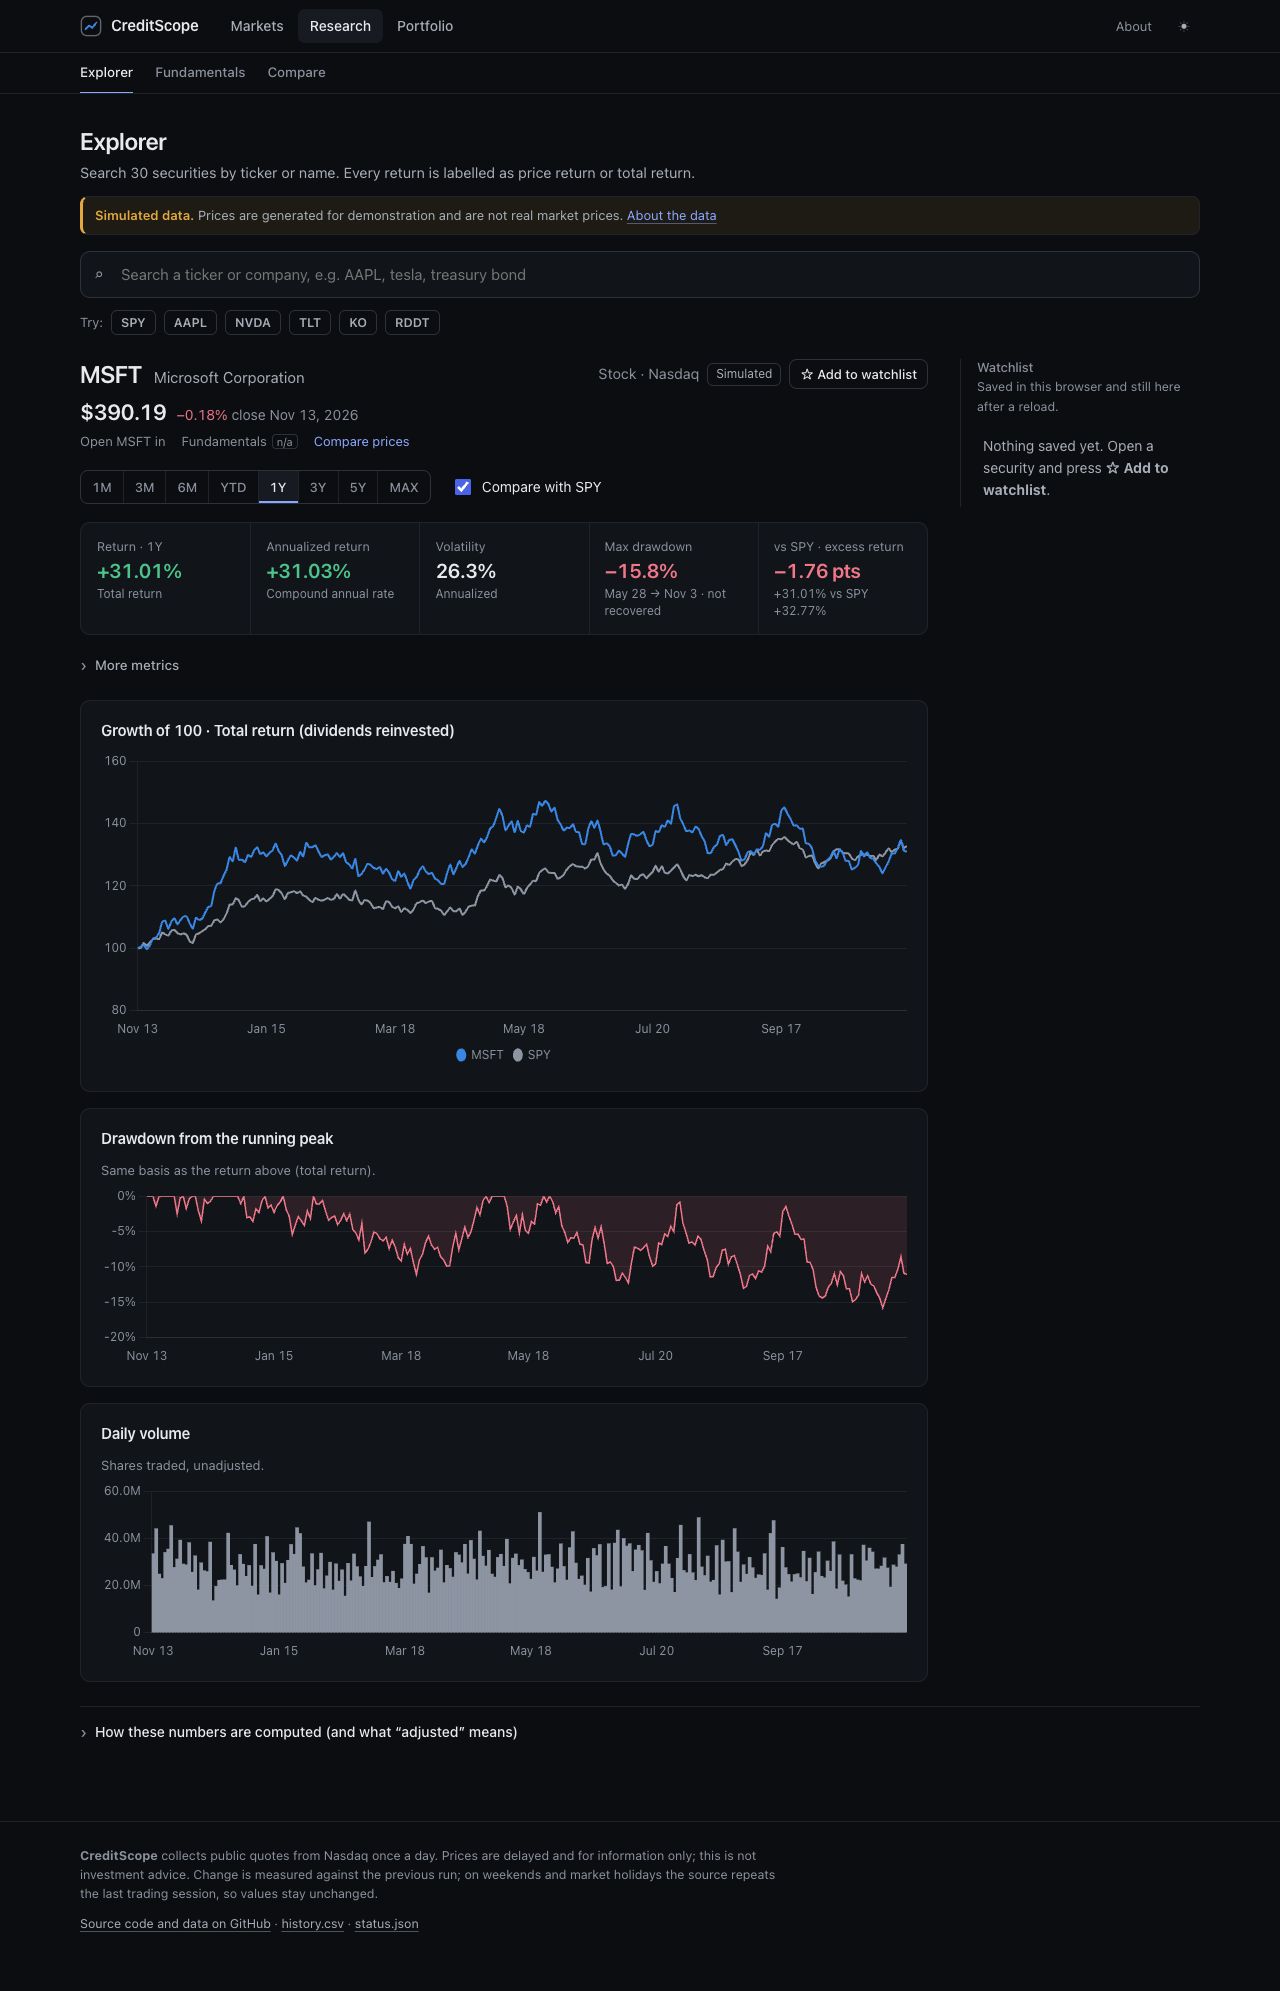 CreditScope Markets Research Portfolio About
Explorer Fundamentals Compare
Explorer
Search 30 securities by ticker or name. Every return is labelled as price return or total return.
Simulated data. Prices are generated for demonstration and are not real market prices. About the data
Search a ticker or company, e.g. AAPL, tesla, treasury bond
Try: SPY AAPL NVDA TLT KO RDDT
MSFT Microsoft Corporation Stock · Nasdaq Simulated ☆ Add to watchlist
$390.19 −0.18% close Nov 13, 2026
Open MSFT in Fundamentals n/a Compare prices
1M 3M 6M YTD 1Y 3Y 5Y MAX Compare with SPY
Watchlist
Saved in this browser and still here
after a reload.
Nothing saved yet. Open a
security and press ☆ Add to
watchlist.
Return · 1Y
+31.01%
Total return
Annualized return
+31.03%
Compound annual rate
Volatility
26.3%
Annualized
Max drawdown
−15.8%
May 28 → Nov 3 · not
recovered
vs SPY · excess return
−1.76 pts
+31.01% vs SPY
+32.77%
› More metrics
Growth of 100 · Total return (dividends reinvested)
160
140
120
100
80
Nov 13 Jan 15 Mar 18 May 18 Jul 20 Sep 17
MSFT SPY
Drawdown from the running peak
Same basis as the return above (total return).
0%
-5%
-10%
-15%
-20%
Nov 13 Jan 15 Mar 18 May 18 Jul 20 Sep 17
Daily volume
Shares traded, unadjusted.
60.0M
40.0M
20.0M
0
Nov 13 Jan 15 Mar 18 May 18 Jul 20 Sep 17
› How these numbers are computed (and what “adjusted” means)
CreditScope collects public quotes from Nasdaq once a day. Prices are delayed and for information only; this is not
investment advice. Change is measured against the previous run; on weekends and market holidays the source repeats
the last trading session, so values stay unchanged.
Source code and data on GitHub · history.csv · status.json